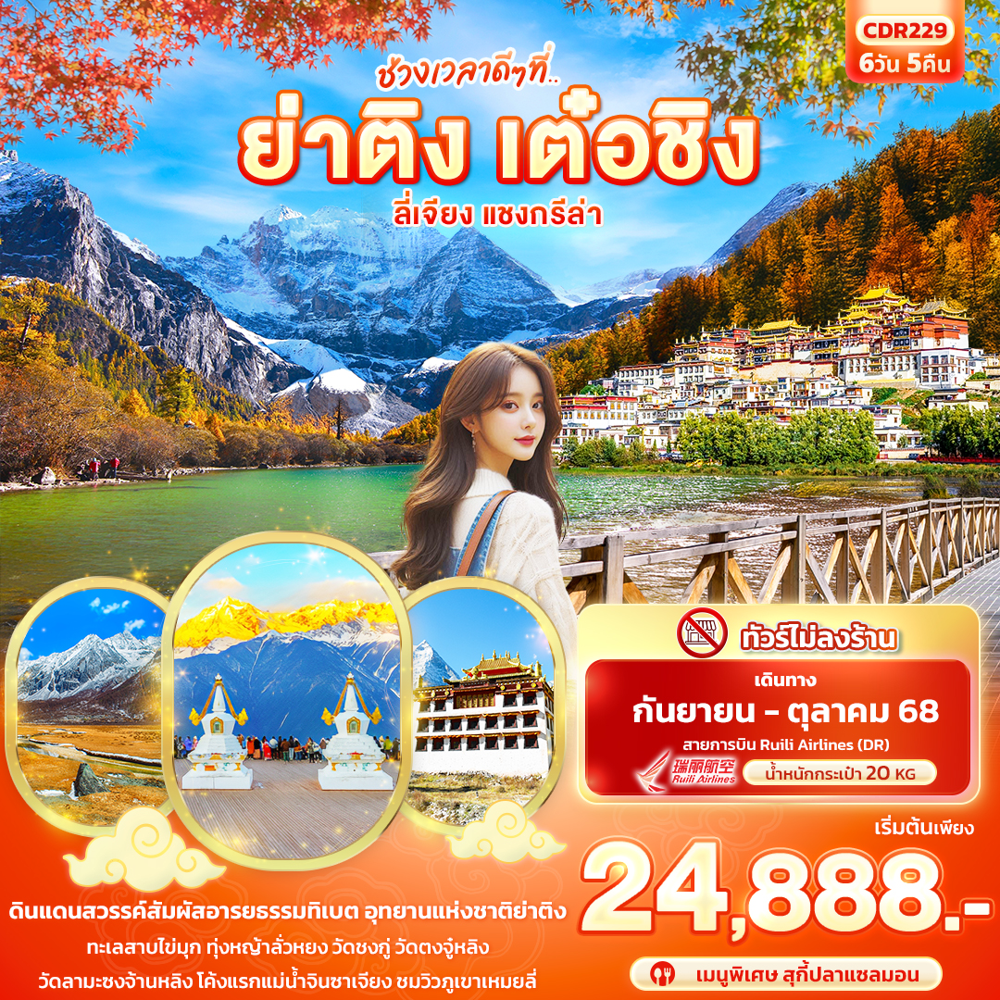 CDR229
6วัน 5คืน
ช่วงเวลาดีๆที่..
ย่าติง เต๋อชิง
ลี่เจียง แชงกรีล่า
ทัวร์ไม่ลงร้าน
เดินทาง
กันยายน - ตุลาคม 68
สายการบิน Ruili Airlines (DR)
瑞丽航空
Ruili Airlines
น้ำหนักกระเป๋า 20 KG
เริ่มต้นเพียง
24,888.-
ดินแดนสวรรค์สัมผัสอารยธรรมทิเบต อุทยานแห่งชาติย่าติง
ทะเลสาบไข่มุก ทุ่งหญ้าลั่วหยง วัดชงกู่ วัดตงจู๋หลิง
วัดลามะซงจ้านหลิง โค้งแรกแม่น้ำจินซาเจียง ชมวิวภูเขาเหมยลี่
เมนูพิเศษ สุกี้ปลาแซลมอน